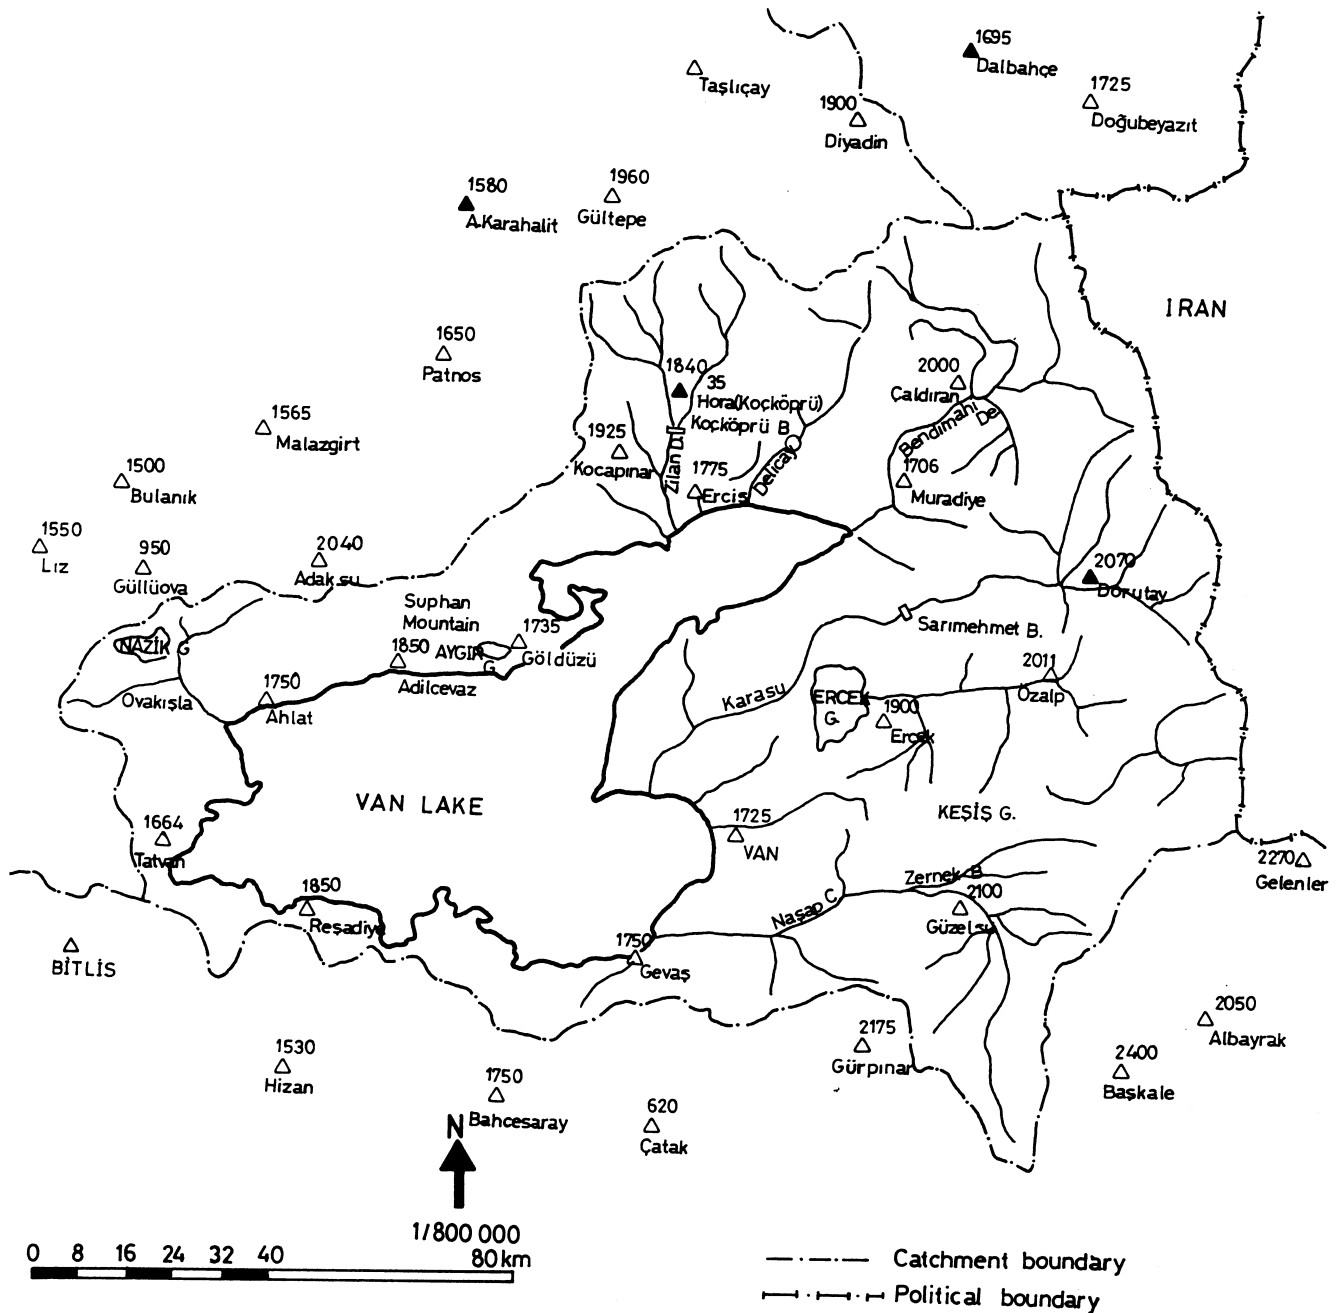 1695
Dalbahçe
Taşlıçay
1725
Doğubeyazıt
1900
Diyadin
1580
A.Karahalit
1960
Gültepe
IRAN
1650
Patnos
1840
35
Hora(Koçköprü)
Koçköprü B
2000
Çaldıran
Bendimahi
De.
1565
Malazgirt
1925
Kocapınar
Zilan D.
1775
Erciş
Deliçay
1706
Muradiye
1500
Bulanık
1550
Lız
950
Güllüova
2040
Adaksu
2070
Dorutay
Suphan
Mountain
1735
Göldüzü
AYGIR
G
Sarımehmet B.
NAZİK G
1850
Adilcevaz
2011
Özalp
Ovakışla
1750
Ahlat
Karasu
ERCEK
G.
1900
Ercek
VAN LAKE
KEŞİŞ G.
1664
Tatvan
1725
VAN
2270
Gelenler
1850
Reşadiye
Zernek B
2100
Güzelsu
Naşap C.
BİTLİS
1750
Gevaş
2050
Albayrak
1530
Hizan
2175
Gürpınar
2400
Başkale
1750
Bahcesaray
620
Çatak
N
1/800 000
0 8 16 24 32 40 80 km
Catchment boundary
Political boundary